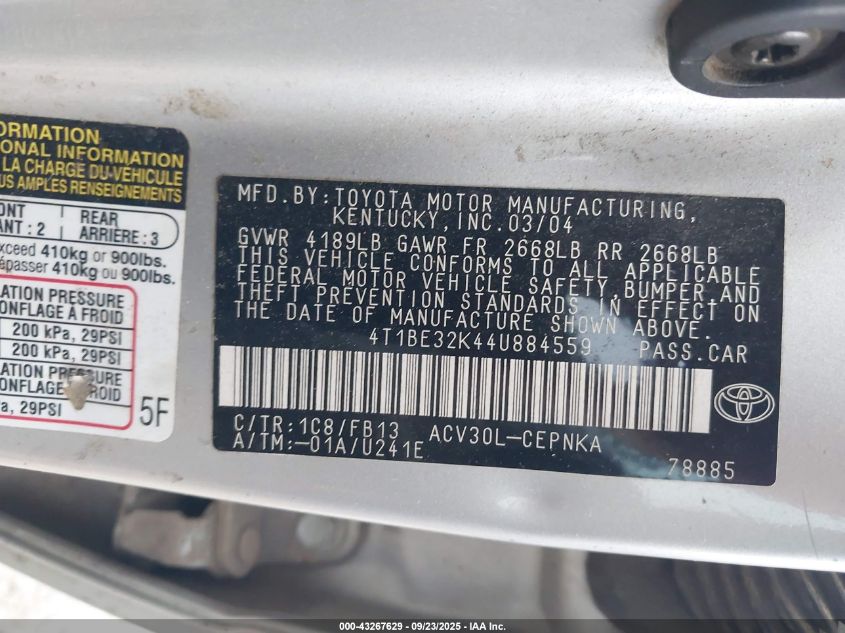 ORMATION
ONAL INFORMATION
LA CHARGE DU VÉHICULE
US AMPLES RENSEIGNEMENTS
ONT
ANT : 2
REAR
ARRIÈRE : 3
xceed 410kg or 900lbs.
épasser 410kg ou 900lbs.
LATION PRESSURE
ONFLAGE À FROID
200 kPa, 29PSI
200 kPa, 29PSI
ATION PRESSURE
ONFLAGE
ROID
a, 29PSI
5F
MFD.BY:TOYOTA MOTOR MANUFACTURING,
KENTUCKY,INC.03/04
GVWR 4189LB GAWR FR 2668LB RR 2668LB
THIS VEHICLE CONFORMS TO ALL APPLICABLE
FEDERAL MOTOR VEHICLE SAFETY,BUMPER,AND
THEFT PREVENTION STANDARDS IN EFFECT ON
THE DATE OF MANUFACTURE SHOWN ABOVE.
4T1BE32K44U884559 PASS.CAR
C/TR:1C8/FB13 ACV30L-CEPNKA
A/TM:-01A/U241E
78885
000-43267629 - 09/23/2025 - IAA Inc.